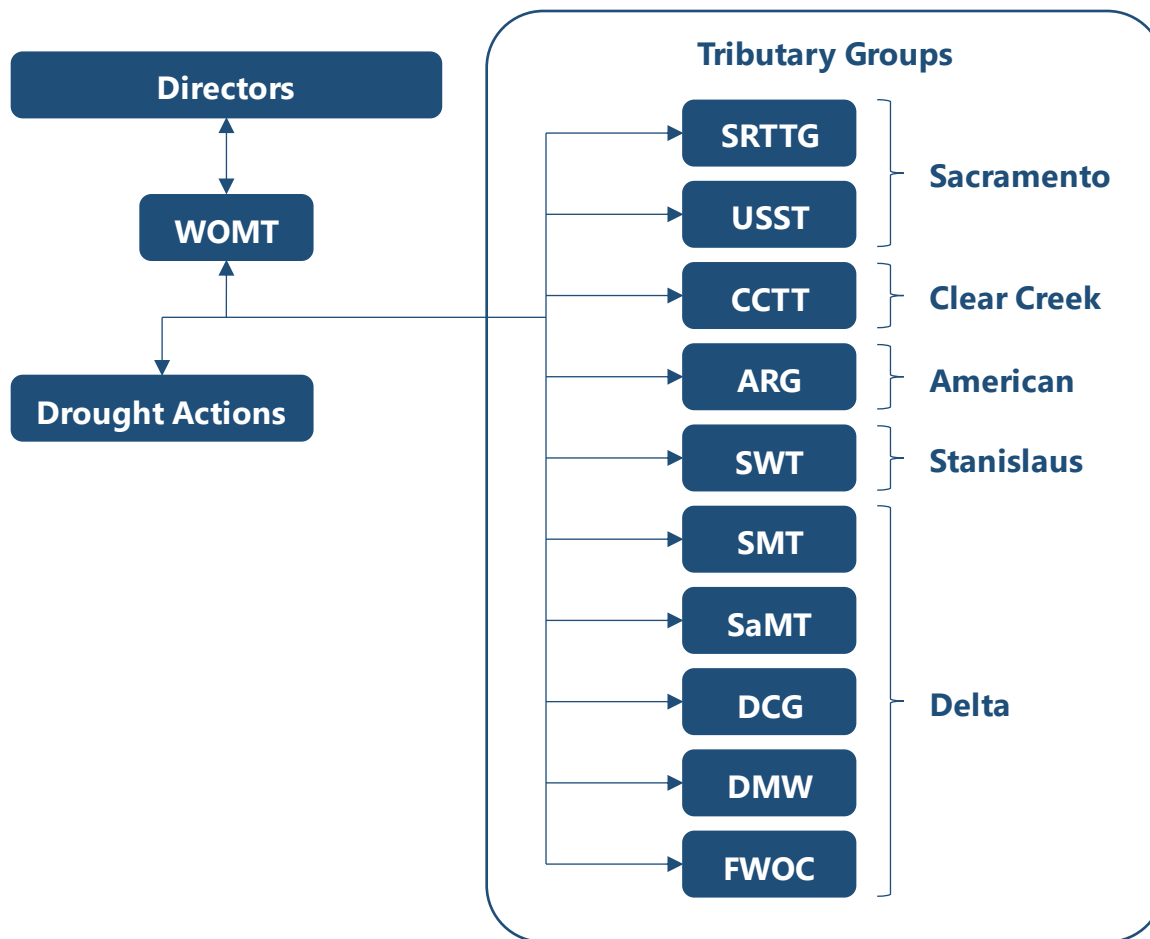 Directors
WOMT
Drought Actions
Tributary Groups
SRTTG
USST
Sacramento
CCTT
Clear Creek
ARG
American
SWT
Stanislaus
SMT
SaMT
DCG
Delta
DMW
FWOC